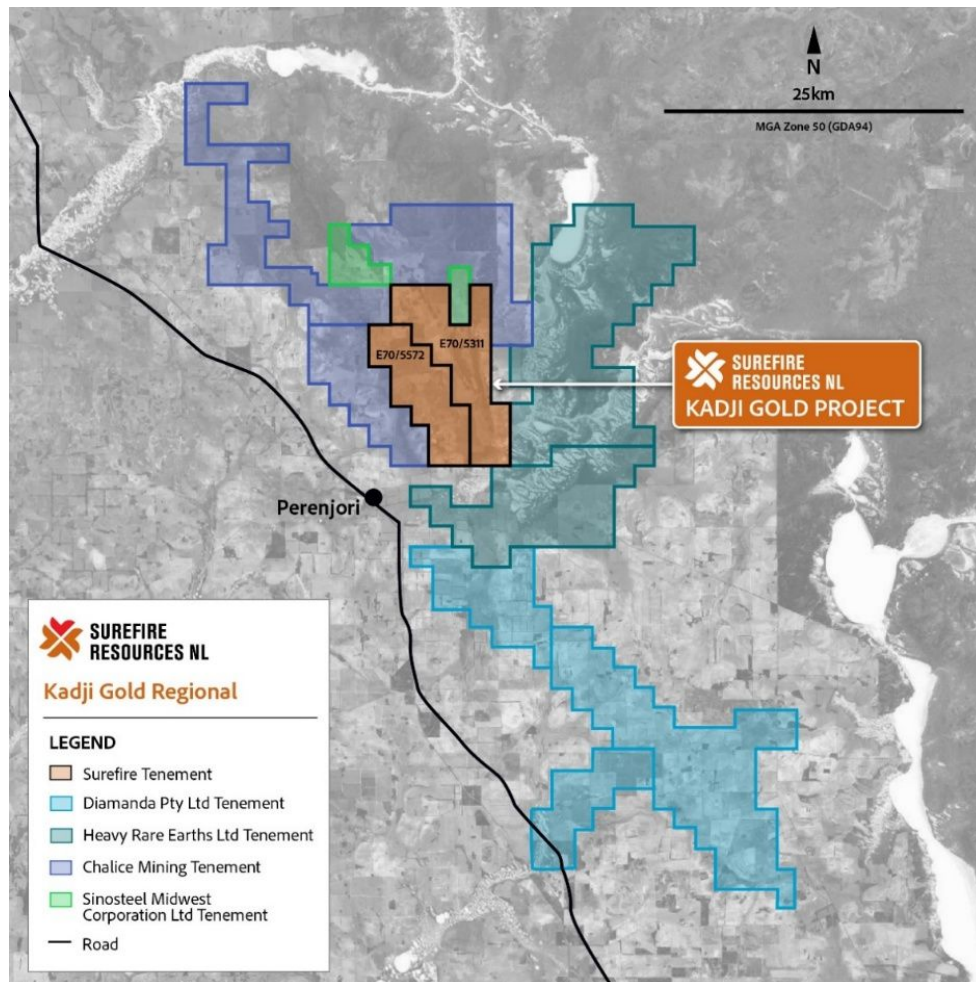 N
25km
MGA Zone 50 (GDA94)
E70/5572
E70/5311
SUREFIRE
RESOURCES NL
KADJI GOLD PROJECT
Perenjori
SUREFIRE
RESOURCES NL
Kadji Gold Regional
LEGEND
Surefire Tenement
Diamanda Pty Ltd Tenement
Heavy Rare Earths Ltd Tenement
Chalice Mining Tenement
Sinosteel Midwest
Corporation Ltd Tenement
Road